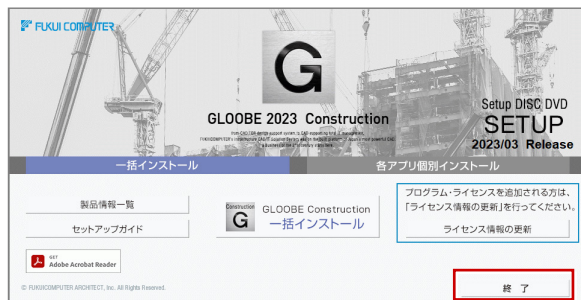 FUKUI COMPUTER
G
GLOOBE 2023 Construction
Setup DISC DVD
SETUP
2023/03 Release
一括インストール
各アプリ個別インストール
製品情報一覧
セットアップガイド
Construction
G
GLOOBE Construction
一括インストール
プログラム・ライセンスを追加される方は、
「ライセンス情報の更新」を行ってください。
ライセンス情報の更新
GET
Adobe Acrobat Reader
© FUKUICOMPUTER ARCHITECT, Inc. All Rights Reserved.
終 了